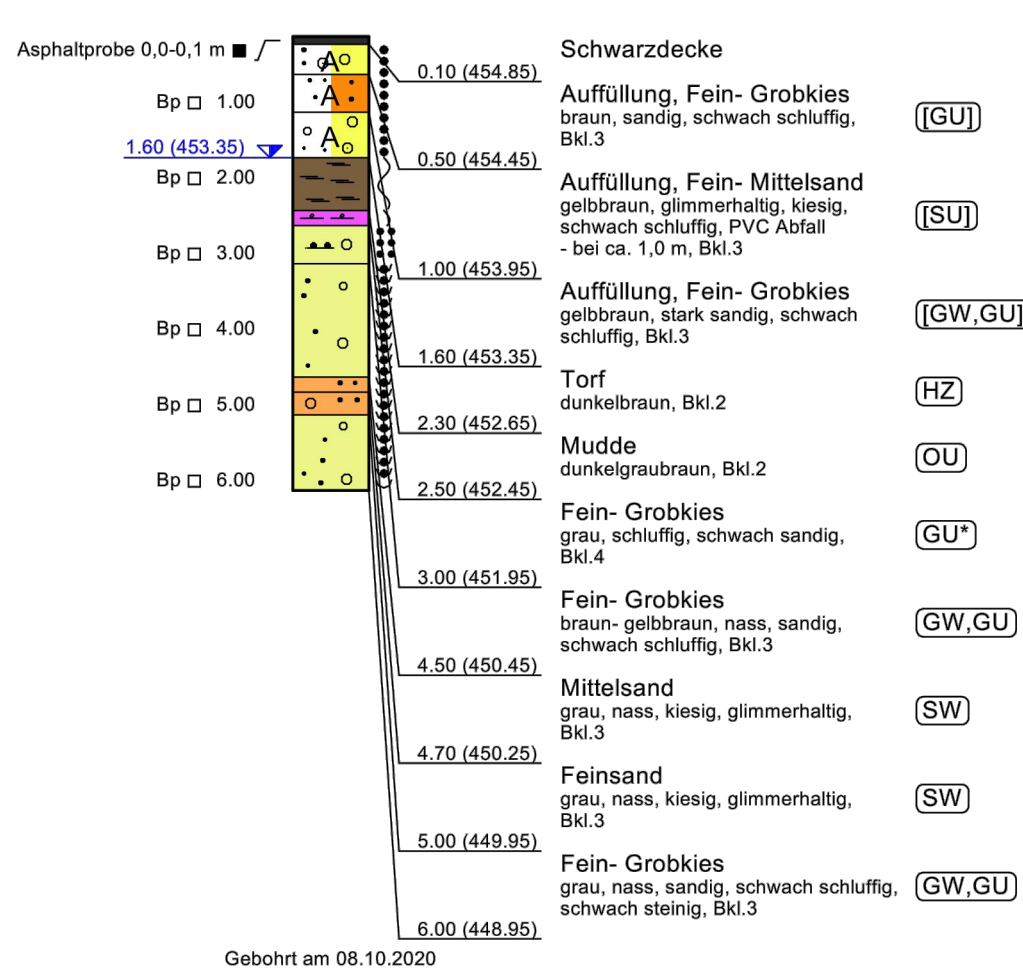 Asphaltprobe 0,0-0,1 m
Schwarzdecke
0.10 (454.85)
A
Auffüllung, Fein- Grobkies
braun, sandig, schwach schluffig,
Bkl.3
[GU]
Bp 1.00
A
0.50 (454.45)
A
1.60 (453.35)
Auffüllung, Fein- Mittelsand
gelbbraun, glimmerhaltig, kiesig,
schwach schluffig, PVC Abfall
- bei ca. 1,0 m, Bkl.3
[SU]
Bp 2.00
1.00 (453.95)
Bp 3.00
Auffüllung, Fein- Grobkies
gelbbraun, stark sandig, schwach
schluffig, Bkl.3
[GW,GU]
Bp 4.00
1.60 (453.35)
Torf
dunkelbraun, Bkl.2
HZ
Bp 5.00
2.30 (452.65)
Mudde
dunkelgraubraun, Bkl.2
OU
Bp 6.00
2.50 (452.45)
Fein- Grobkies
grau, schluffig, schwach sandig,
Bkl.4
GU*
3.00 (451.95)
Fein- Grobkies
braun- gelbbraun, nass, sandig,
schwach schluffig, Bkl.3
GW,GU
4.50 (450.45)
Mittelsand
grau, nass, kiesig, glimmerhaltig,
Bkl.3
SW
4.70 (450.25)
Feinsand
grau, nass, kiesig, glimmerhaltig,
Bkl.3
SW
5.00 (449.95)
Fein- Grobkies
grau, nass, sandig, schwach schluffig,
schwach steinig, Bkl.3
GW,GU
6.00 (448.95)
Gebohrt am 08.10.2020